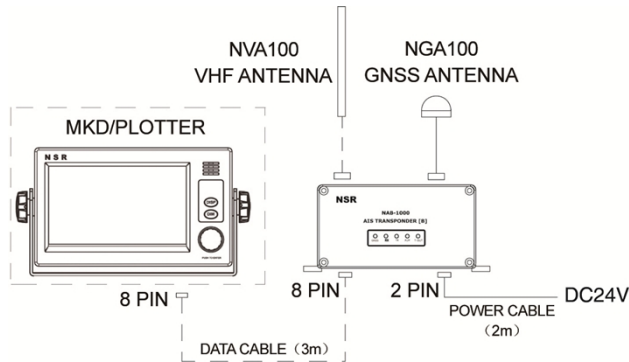 NVA100
VHF ANTENNA
NGA100
GNSS ANTENNA
MKD/PLOTTER
NSR
NSR
NAB-1000
AIS TRANSPONDER [B]
8 PIN
8 PIN
2 PIN
DC24V
POWER CABLE
（2m）
DATA CABLE（3m）